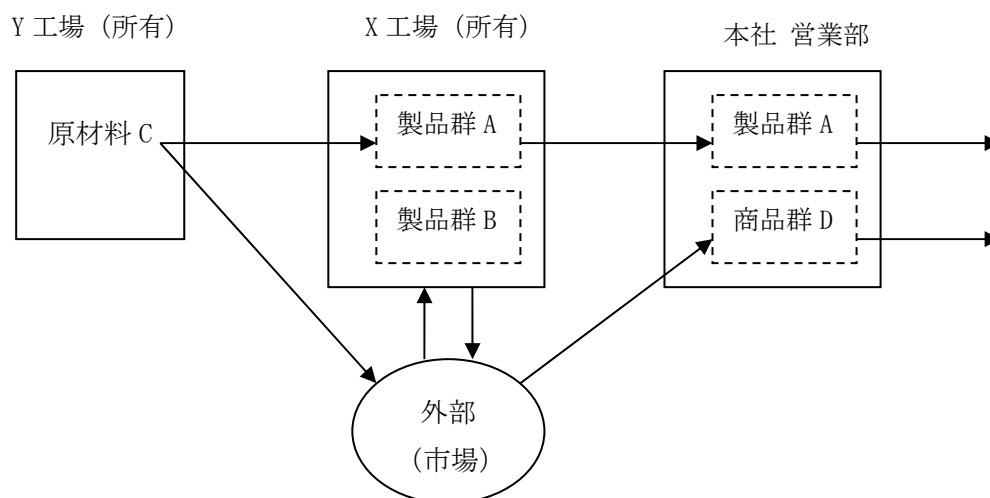 Y 工場 (所有)
X 工場 (所有)
本社 営業部
原材料 C
製品群 A
製品群 B
製品群 A
商品群 D
外部
(市場)